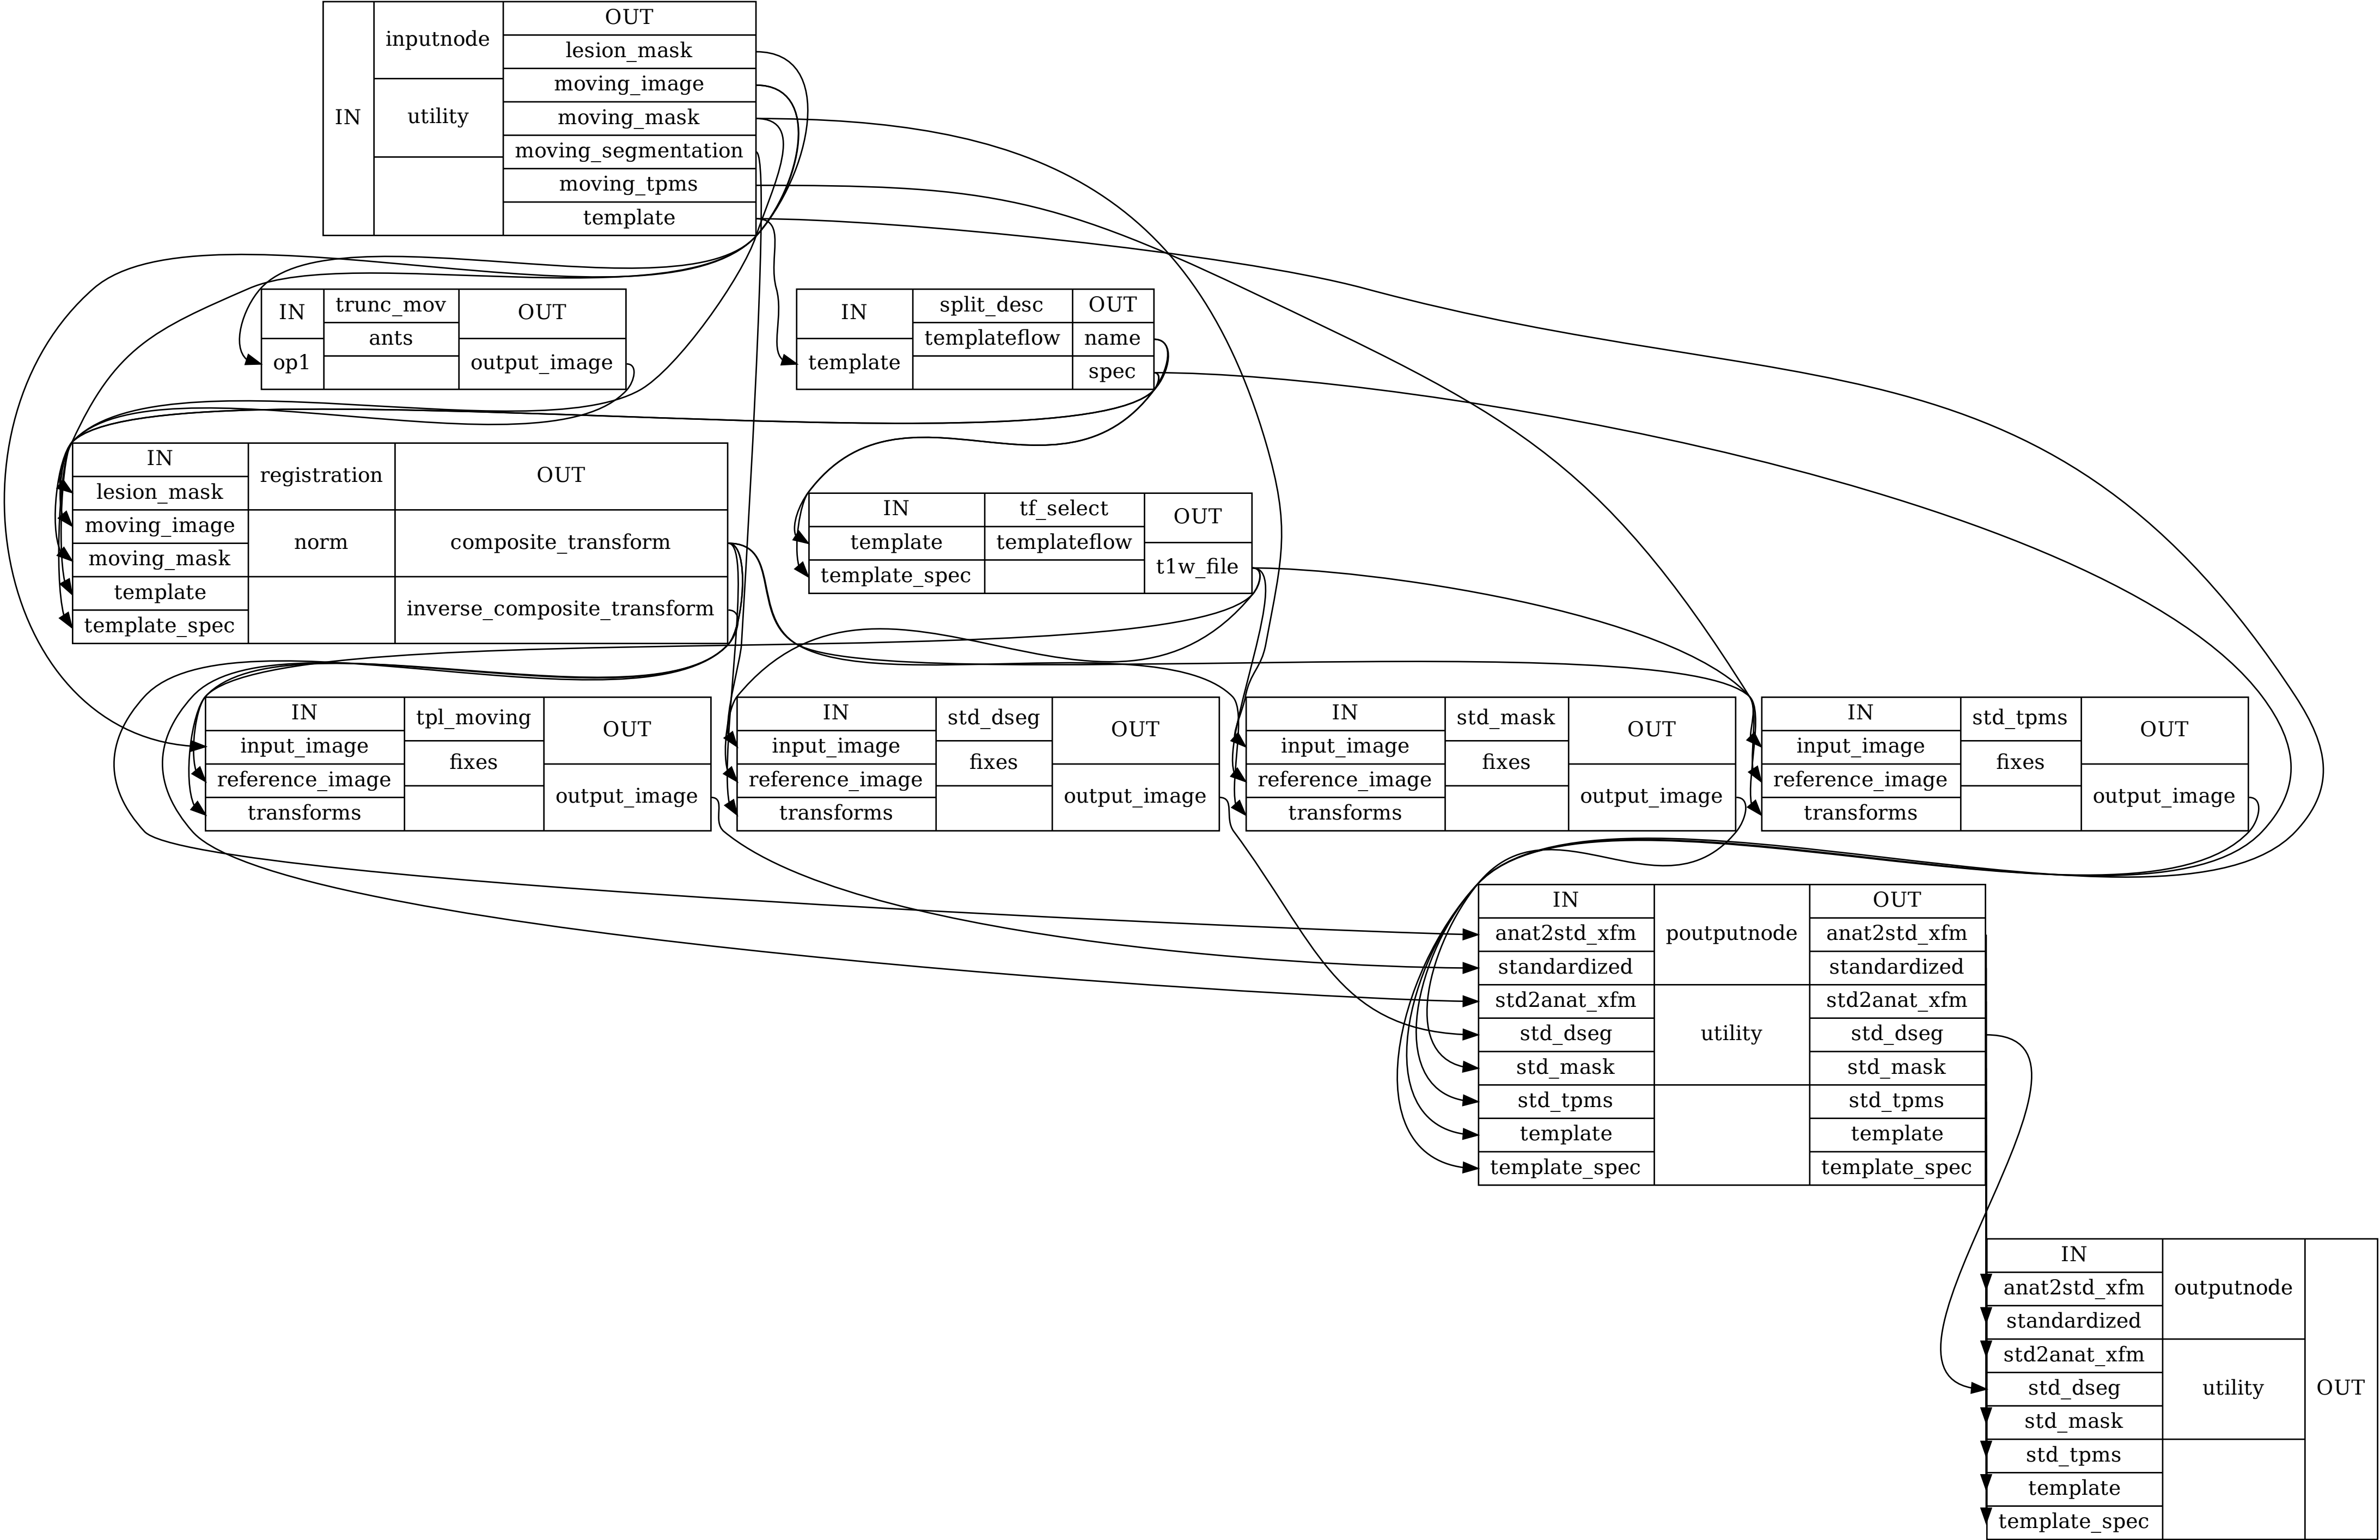 IN
inputnode
utility
OUT
lesion_mask
moving_image
moving_mask
moving_segmentation
moving_tpms
template
IN
op1
trunc_mov
ants
OUT
output_image
IN
template
split_desc
templateflow
OUT
name
spec
IN
lesion_mask
moving_image
moving_mask
template
template_spec
registration
norm
OUT
composite_transform
inverse_composite_transform
IN
template
template_spec
tf_select
templateflow
OUT
t1w_file
IN
input_image
reference_image
transforms
tpl_moving
fixes
OUT
output_image
IN
input_image
reference_image
transforms
std_dseg
fixes
OUT
output_image
IN
input_image
reference_image
transforms
std_mask
fixes
OUT
output_image
IN
input_image
reference_image
transforms
std_tpms
fixes
OUT
output_image
IN
anat2std_xfm
standardized
std2anat_xfm
std_dseg
std_mask
std_tpms
template
template_spec
poutputnode
utility
OUT
anat2std_xfm
standardized
std2anat_xfm
std_dseg
std_mask
std_tpms
template
template_spec
IN
anat2std_xfm
standardized
std2anat_xfm
std_dseg
std_mask
std_tpms
template
template_spec
outputnode
utility
OUT